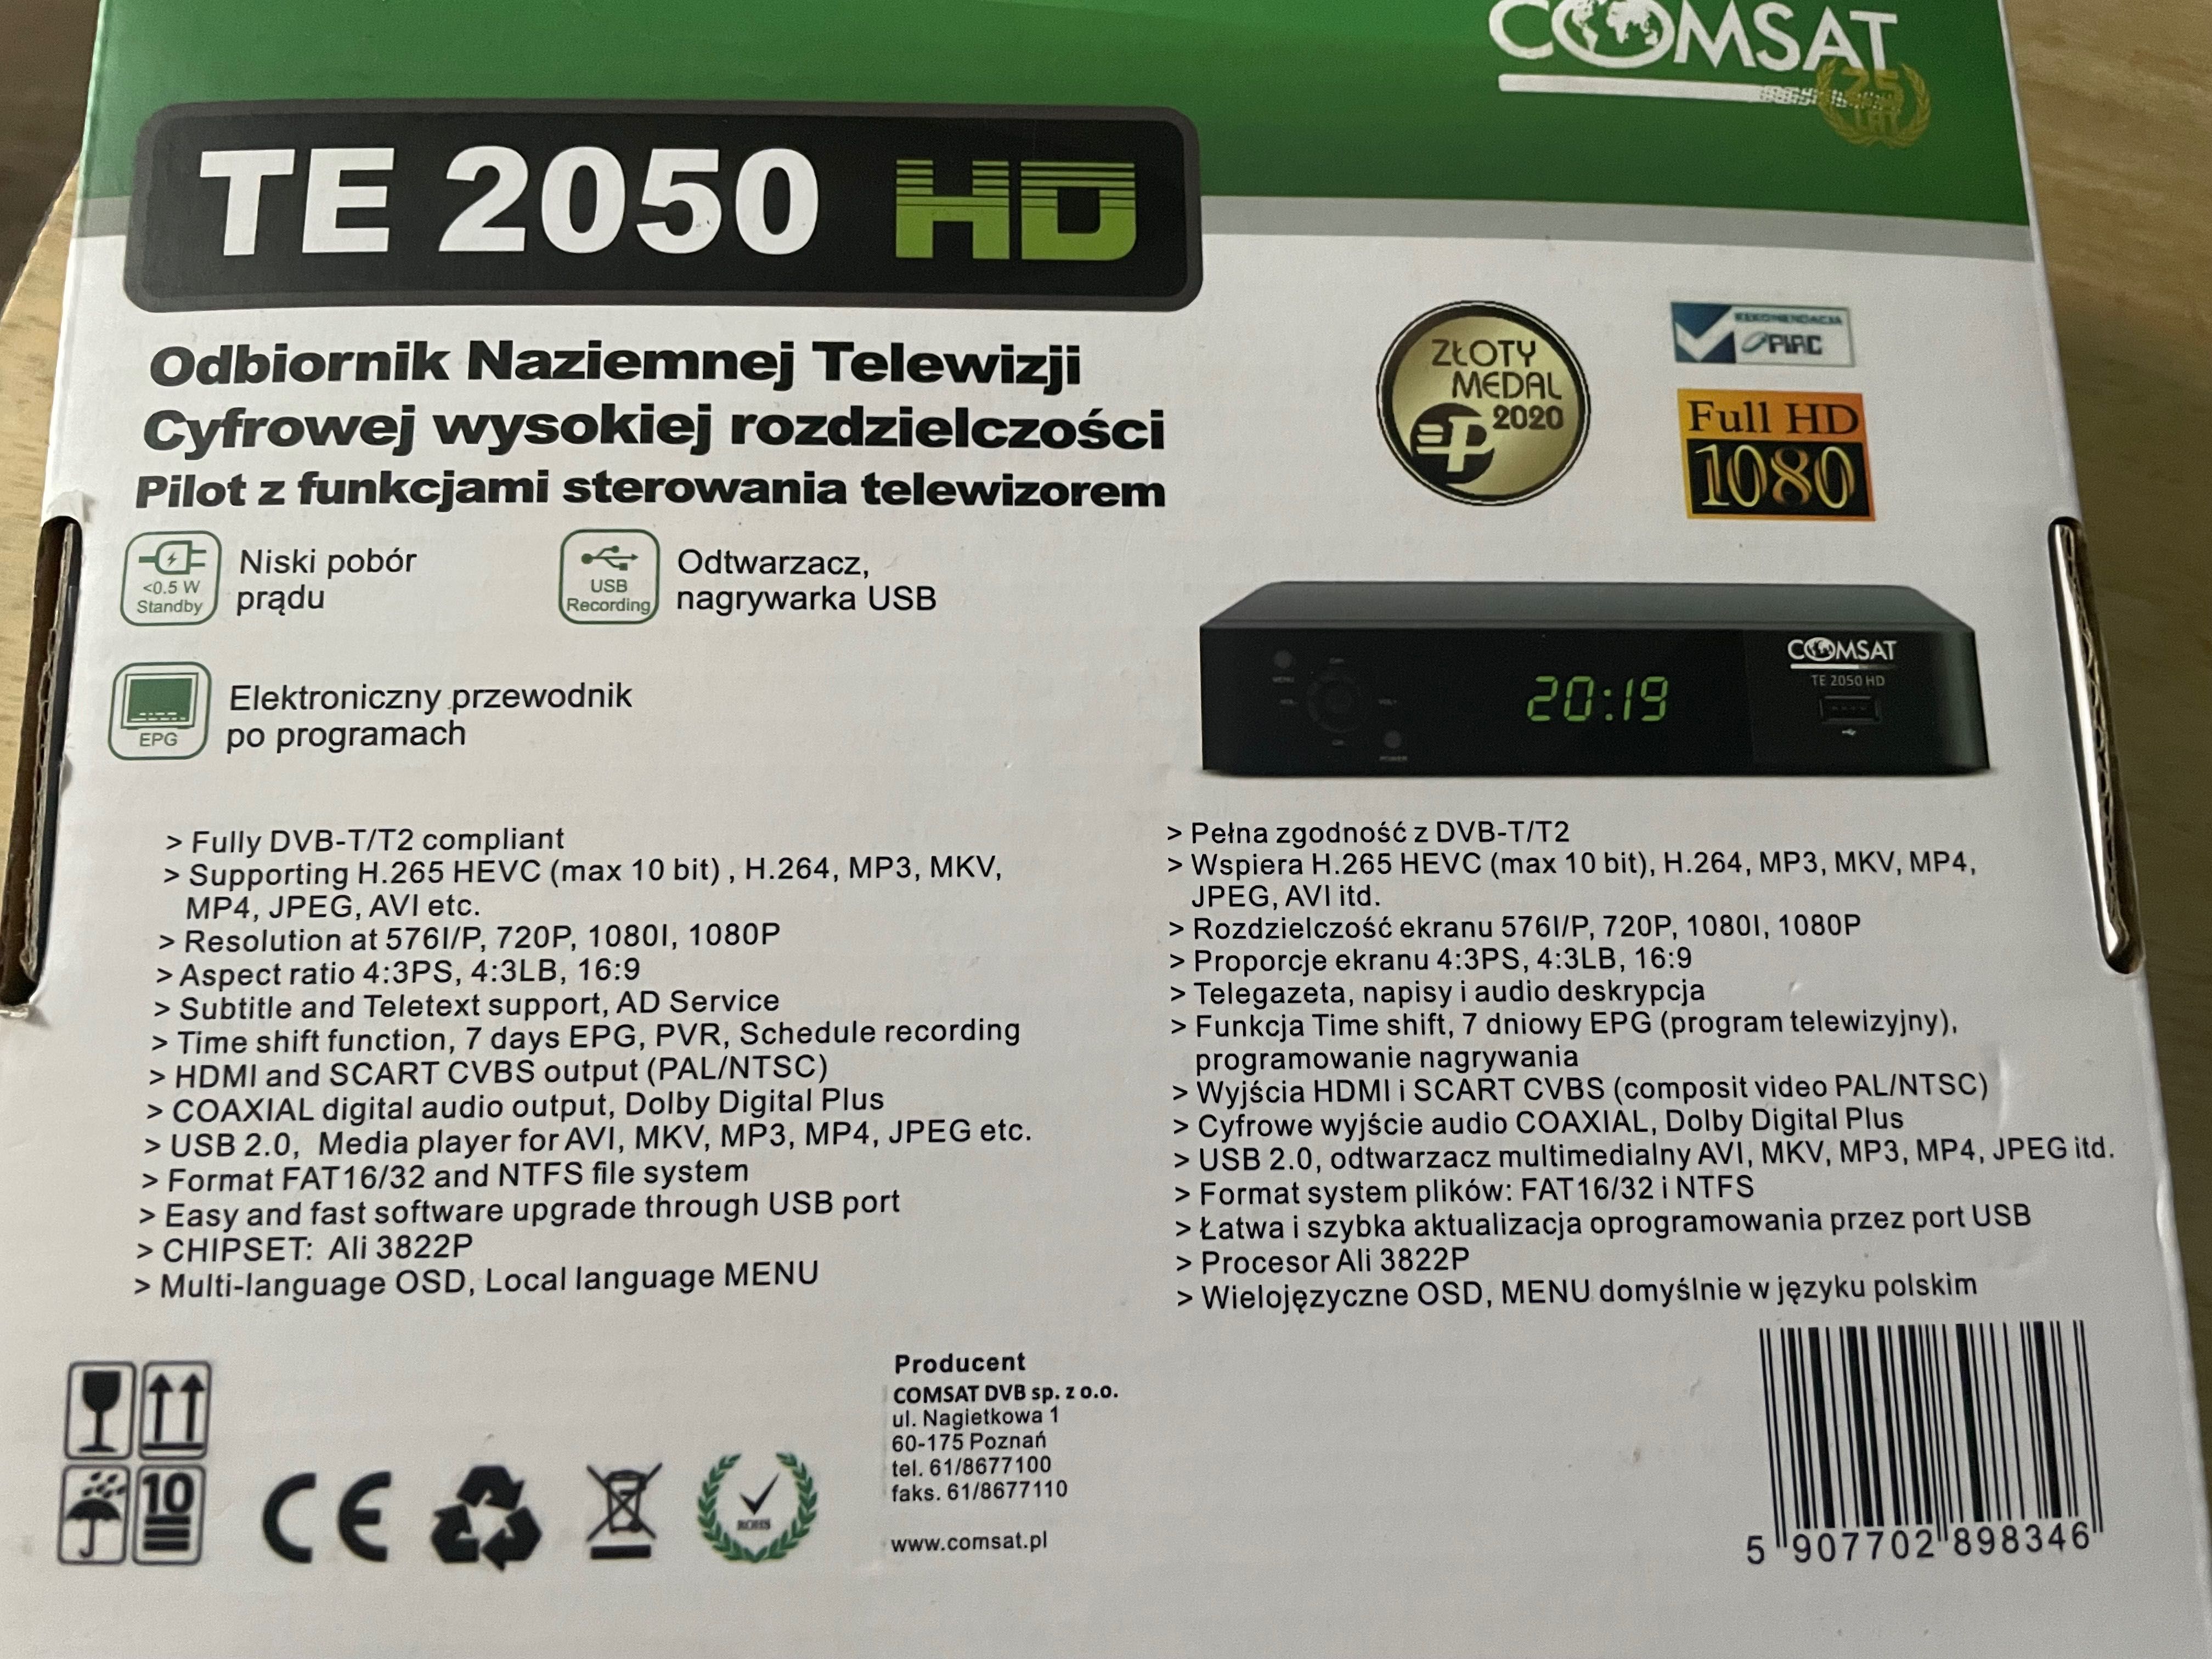 COMSAT
25
LAT
TE 2050 HD
Odbiornik Naziemnej Telewizji
Cyfrowej wysokiej rozdzielczości
Pilot z funkcjami sterowania telewizorem
ZŁOTY
MEDAL
2020
REKOMENDACJA
PIRC
Full HD
1080
<0.5 W
Standby
Niski pobór
prądu
USB
Recording
Odtwarzacz,
nagrywarka USB
EPG
Elektroniczny przewodnik
po programach
MENU
VOL+
POWER
20:19
COMSAT
TE 2050 HD
> Fully DVB-T/T2 compliant
> Supporting H.265 HEVC (max 10 bit) , H.264, MP3, MKV,
MP4, JPEG, AVI etc.
> Resolution at 576I/P, 720P, 1080I, 1080P
> Aspect ratio 4:3PS, 4:3LB, 16:9
> Subtitle and Teletext support, AD Service
> Time shift function, 7 days EPG, PVR, Schedule recording
> HDMI and SCART CVBS output (PAL/NTSC)
> COAXIAL digital audio output, Dolby Digital Plus
> USB 2.0, Media player for AVI, MKV, MP3, MP4, JPEG etc.
> Format FAT16/32 and NTFS file system
> Easy and fast software upgrade through USB port
> CHIPSET: Ali 3822P
> Multi-language OSD, Local language MENU
> Pełna zgodność z DVB-T/T2
> Wspiera H.265 HEVC (max 10 bit), H.264, MP3, MKV, MP4,
JPEG, AVI itd.
> Rozdzielczość ekranu 576I/P, 720P, 1080I, 1080P
> Proporcje ekranu 4:3PS, 4:3LB, 16:9
> Telegazeta, napisy i audio deskrypcja
> Funkcja Time shift, 7 dniowy EPG (program telewizyjny),
programowanie nagrywania
> Wyjścia HDMI i SCART CVBS (composit video PAL/NTSC)
> Cyfrowe wyjście audio COAXIAL, Dolby Digital Plus
> USB 2.0, odtwarzacz multimedialny AVI, MKV, MP3, MP4, JPEG itd.
> Format system plików: FAT16/32 i NTFS
> Łatwa i szybka aktualizacja oprogramowania przez port USB
> Procesor Ali 3822P
> Wielojęzyczne OSD, MENU domyślnie w języku polskim
10
CE
ROHS
Producent
COMSAT DVB sp. z o.o.
ul. Nagietkowa 1
60-175 Poznań
tel. 61/8677100
faks. 61/8677110
www.comsat.pl
5 907702 898346